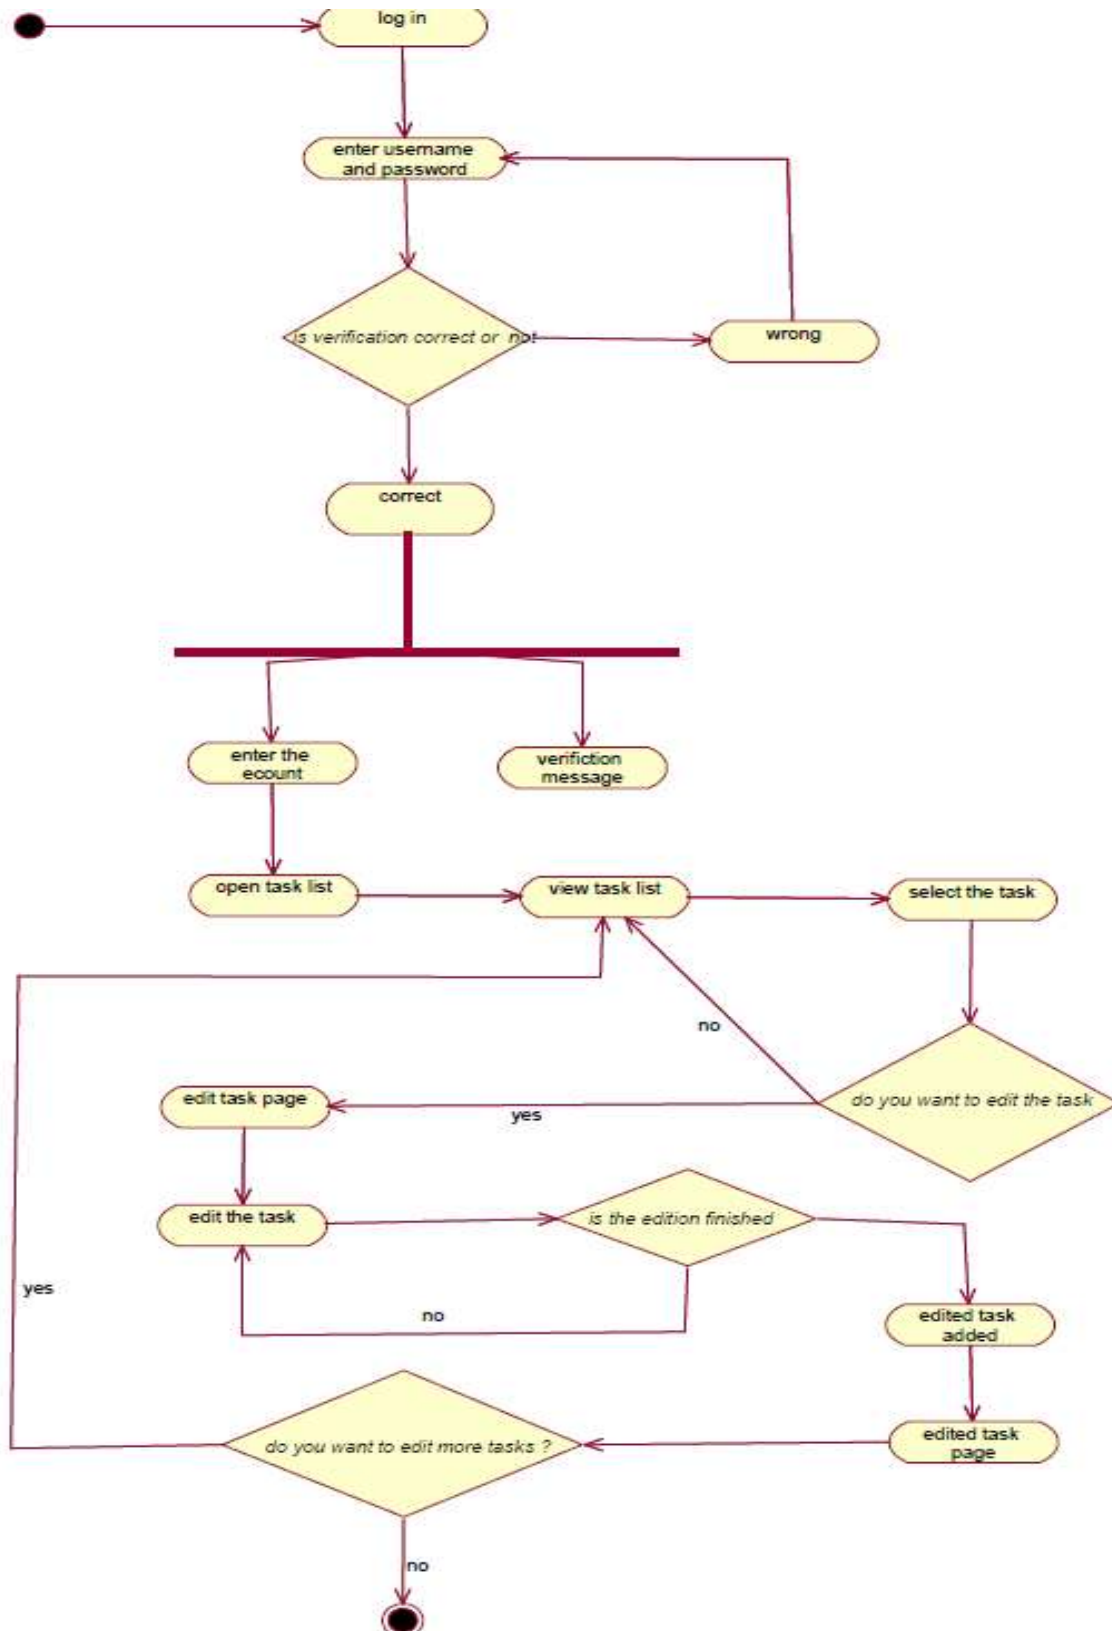 log in
enter username
and password
is verification correct or not
wrong
correct
enter the
ecount
verifiction
message
open task list
view task list
select the task
no
do you want to edit the task
edit task page
yes
edit the task
is the edition finished
yes
no
edited task
added
do you want to edit more tasks ?
edited task
page
no